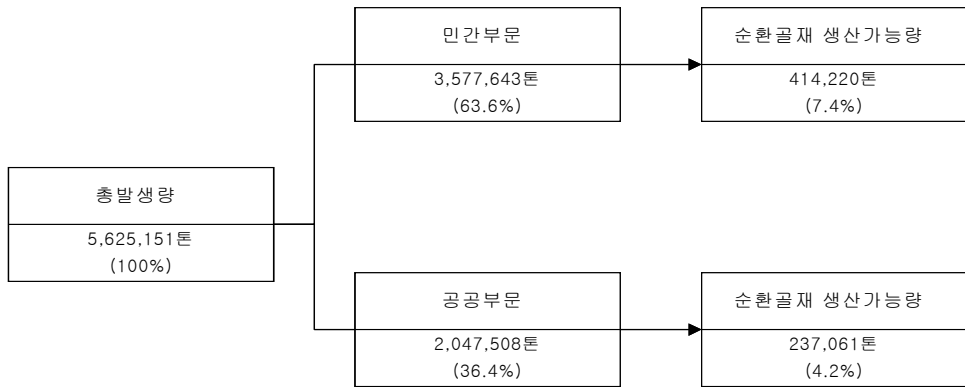 민간부문
3,577,643톤
(63.6%)
순환골재 생산가능량
414,220톤
(7.4%)
총발생량
5,625,151톤
(100%)
공공부문
2,047,508톤
(36.4%)
순환골재 생산가능량
237,061톤
(4.2%)